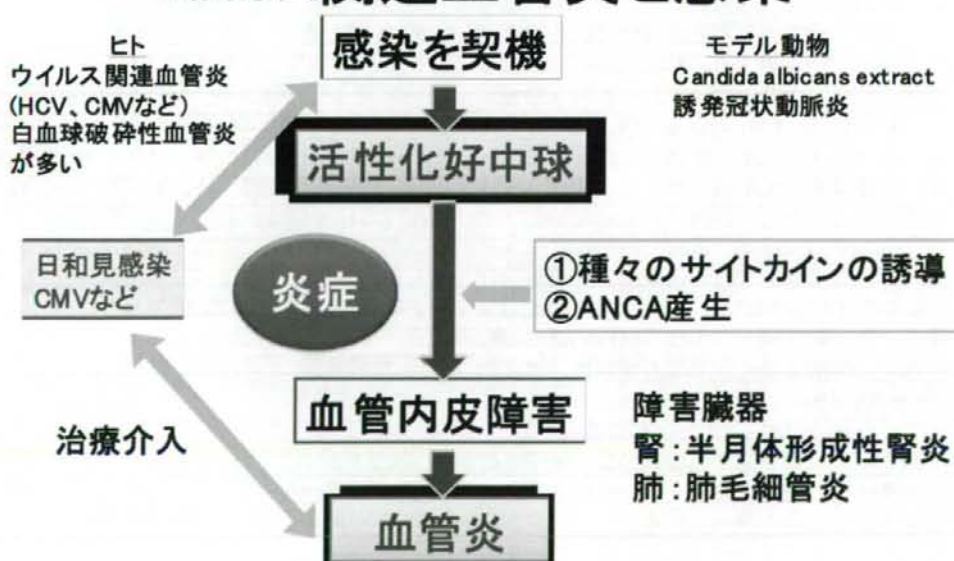 関連血管炎と感染
ヒト
ウイルス関連血管炎
(HCV、CMVなど)
白血球破砕性血管炎
が多い
感染を契機
モデル動物
Candida albicans extract
誘発冠状動脈炎
活性化好中球
日和見感染
CMVなど
炎症
①種々のサイトカインの誘導
②ANCA産生
血管内皮障害
障害臓器
腎:半月体形成性腎炎
肺:肺毛細管炎
治療介入
血管炎